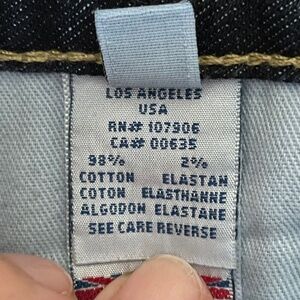 LOS ANGELES
USA
RN# 107906
CA# 00635
98% 2%
COTTON ELASTAN
COTON ELASTHANNE
ALGODON ELASTANE
SEE CARE REVERSE